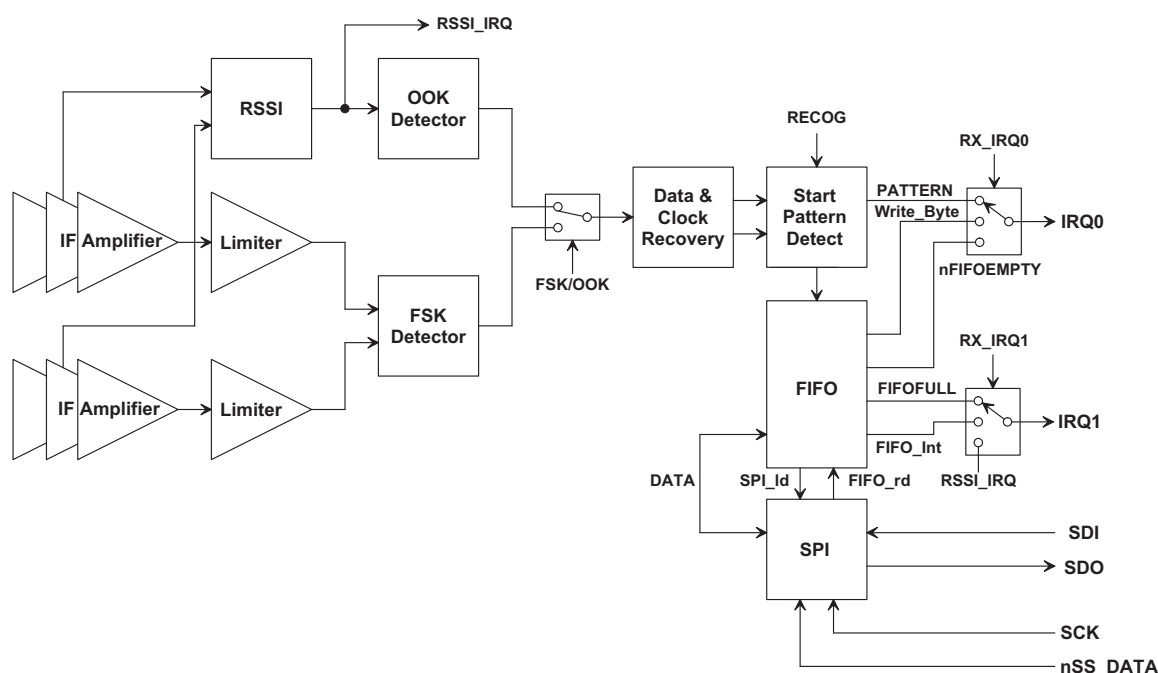 RSSI_IRQ
RSSI
OOK
Detector
RECOG
RX_IRQ0
IF Amplifier
Limiter
Data &
Clock
Recovery
Start
Pattern
Detect
PATTERN
Write_Byte
nFIFOEMPTY
IRQ0
FSK/OOK
FSK
Detector
RX_IRQ1
IF Amplifier
Limiter
FIFO
FIFOFULL
FIFO_Int
RSSI_IRQ
IRQ1
DATA
SPI_ld
FIFO_rd
SPI
SDI
SDO
SCK
nSS_DATA